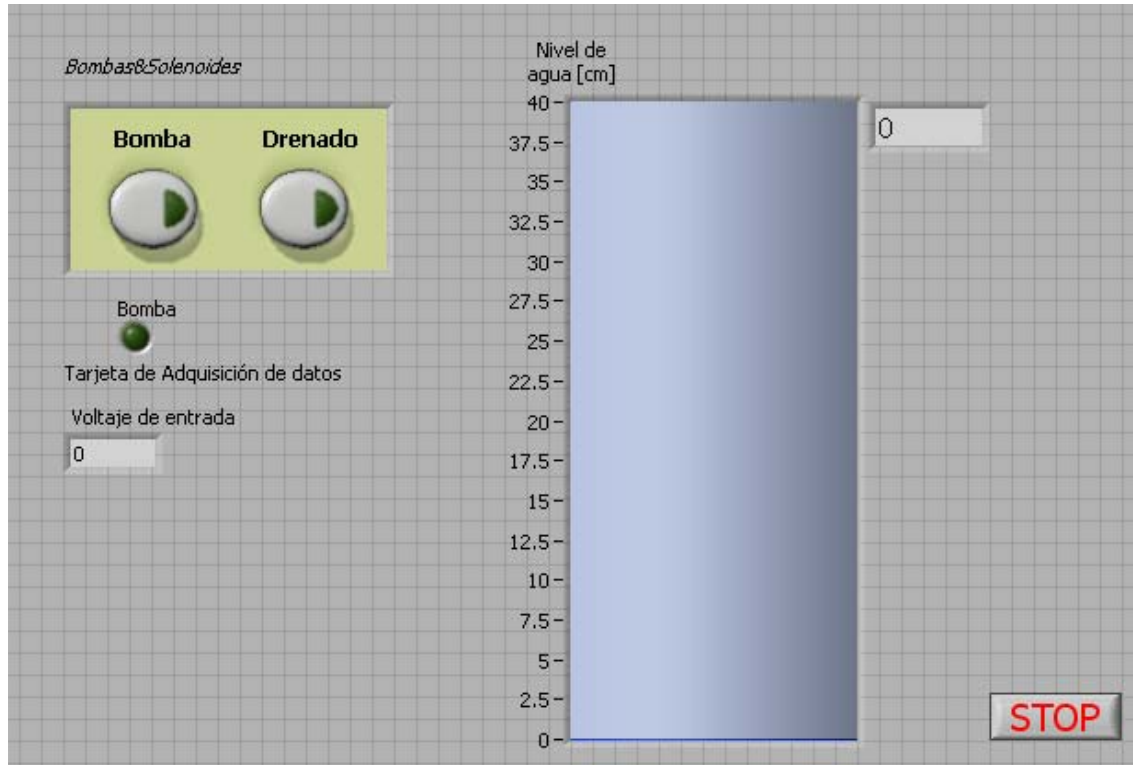 Bombas&Solenoides
Bomba Drenado
Bomba
Tarjeta de Adquisición de datos
Voltaje de entrada
0
Nivel de
agua [cm]
40
37.5
35
32.5
30
27.5
25
22.5
20
17.5
15
12.5
10
7.5
5
2.5
0
0
STOP